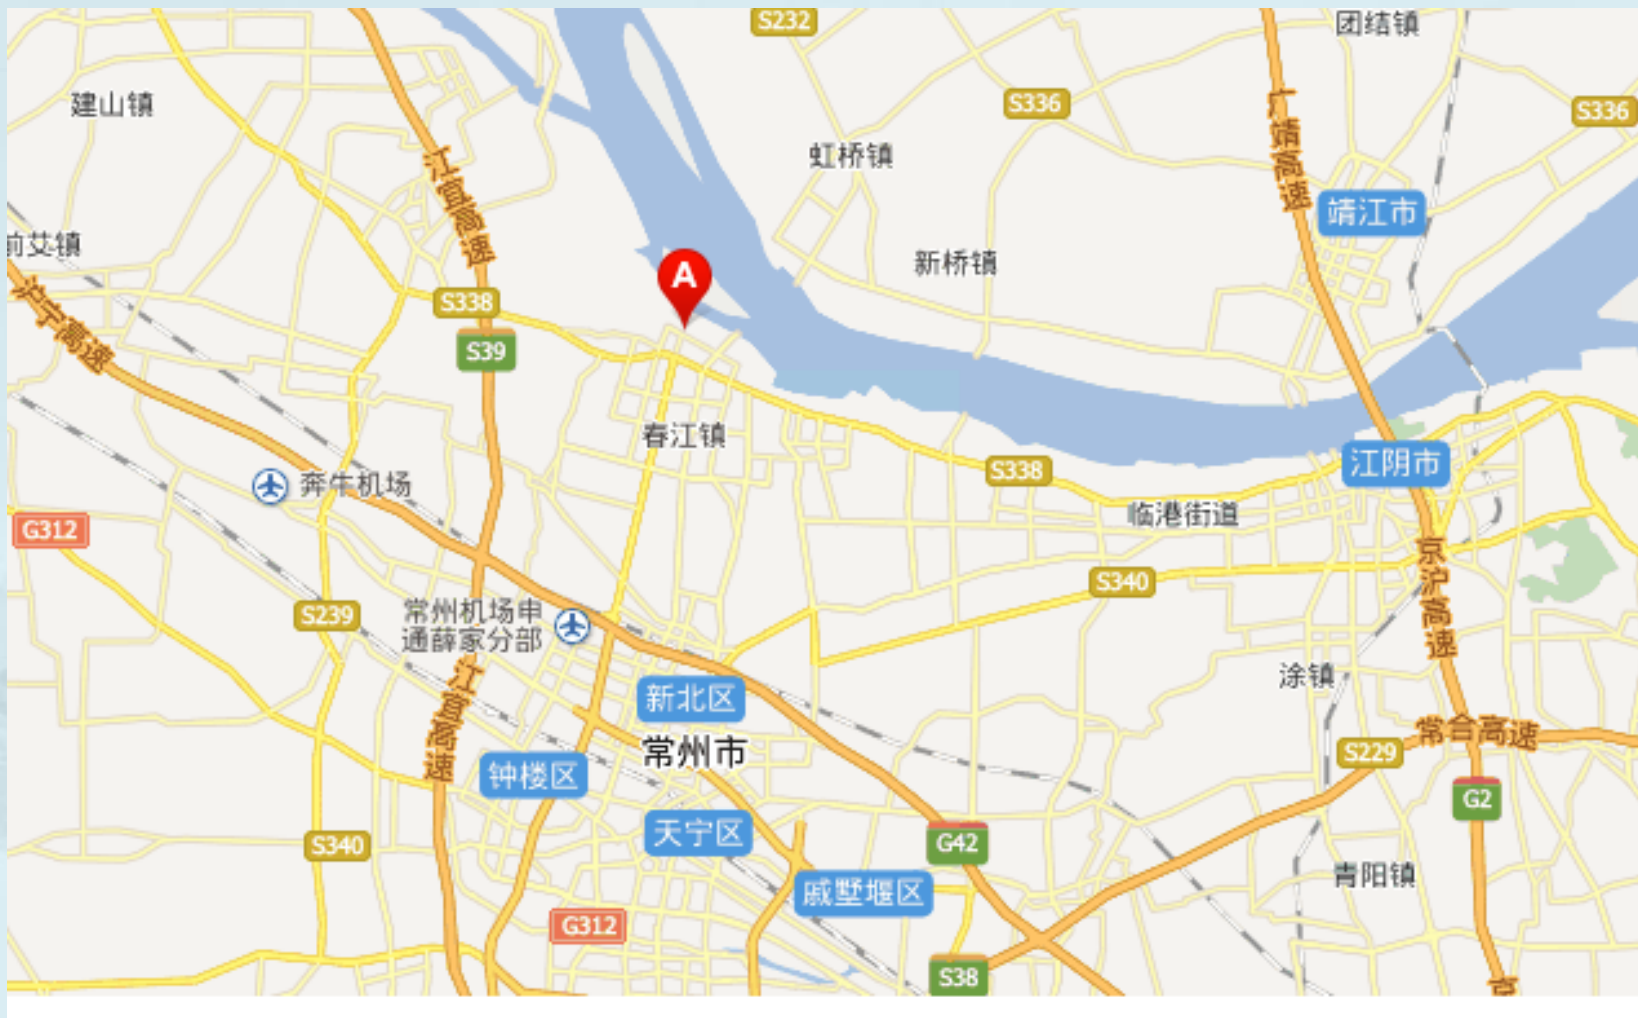 S232
团结镇
建山镇
S336
S336
广靖高速
虹桥镇
江宜高速
靖江市
前艾镇
新桥镇
A
沪宁高速
S338
S39
春江镇
江阴市
S338
奔牛机场
临港街道
G312
京沪高速
S340
S239
常州机场申
通薛家分部
江宜高速
涂镇
新北区
常州市
常合高速
S229
钟楼区
G2
天宁区
G42
S340
青阳镇
戚墅堰区
G312
S38
京